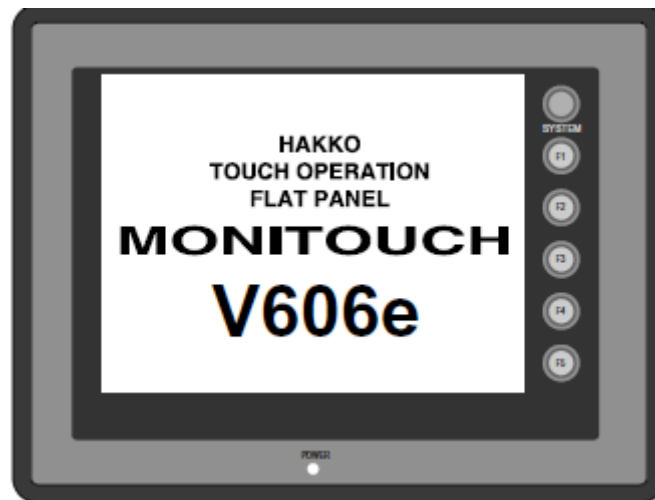 HAKKO
TOUCH OPERATION
FLAT PANEL
MONITOUCH
V606e
SYSTEM
F1
F2
F3
F4
F5
POWER